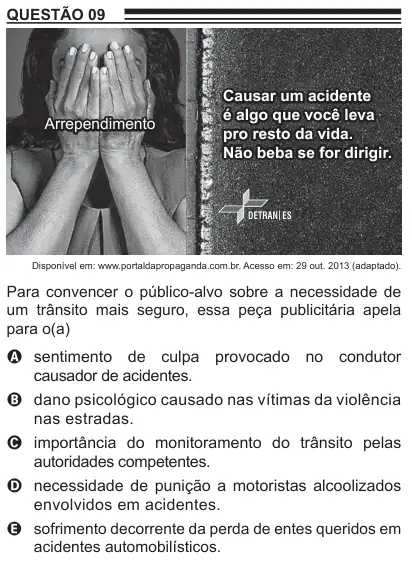 QUESTÃO 09
Arrependimento
Causar um acidente
é algo que você leva
pro resto da vida.
Não beba se for dirigir.
DETRAN|ES
Disponível em: www.portaldapropaganda.com.br. Acesso em: 29 out. 2013 (adaptado).
Para convencer o público-alvo sobre a necessidade de
um trânsito mais seguro, essa peça publicitária apela
para o(a)
A sentimento de culpa provocado no condutor
causador de acidentes.
B dano psicológico causado nas vítimas da violência
nas estradas.
C importância do monitoramento do trânsito pelas
autoridades competentes.
D necessidade de punição a motoristas alcoolizados
envolvidos em acidentes.
E sofrimento decorrente da perda de entes queridos em
acidentes automobilísticos.